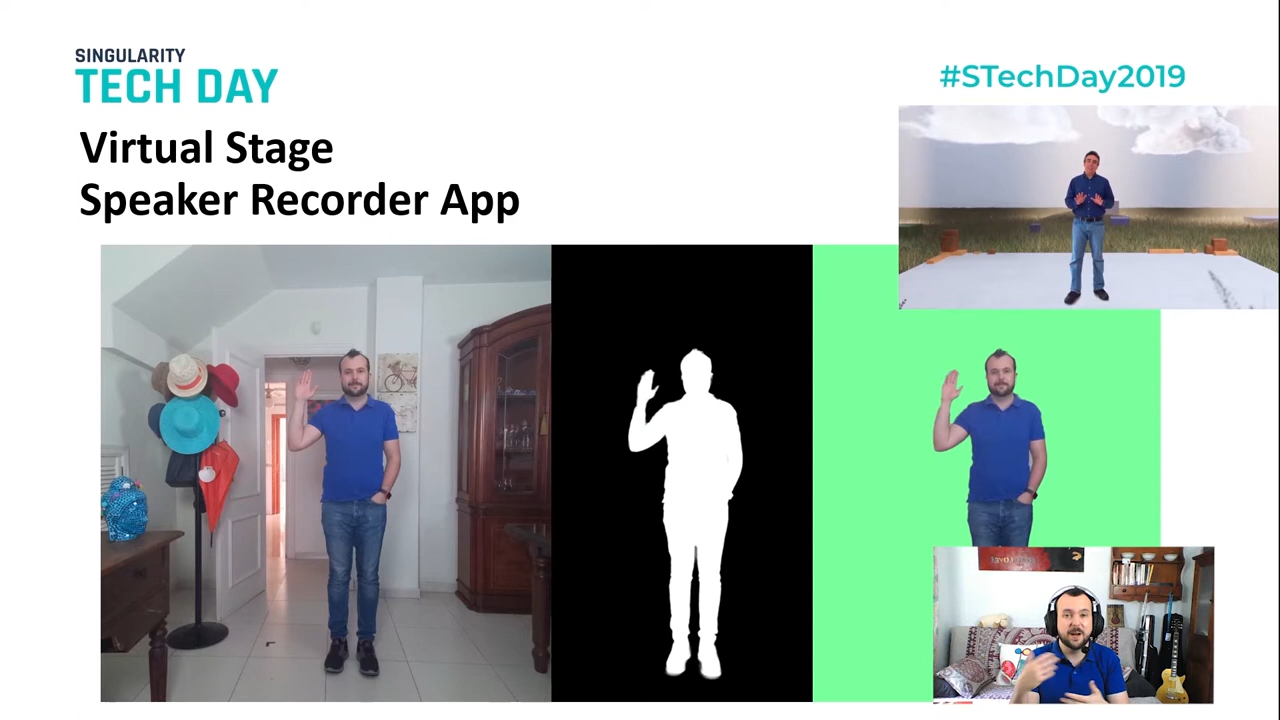 SINGULARITY
TECH DAY
#STechDay2019
Virtual Stage
Speaker Recorder App